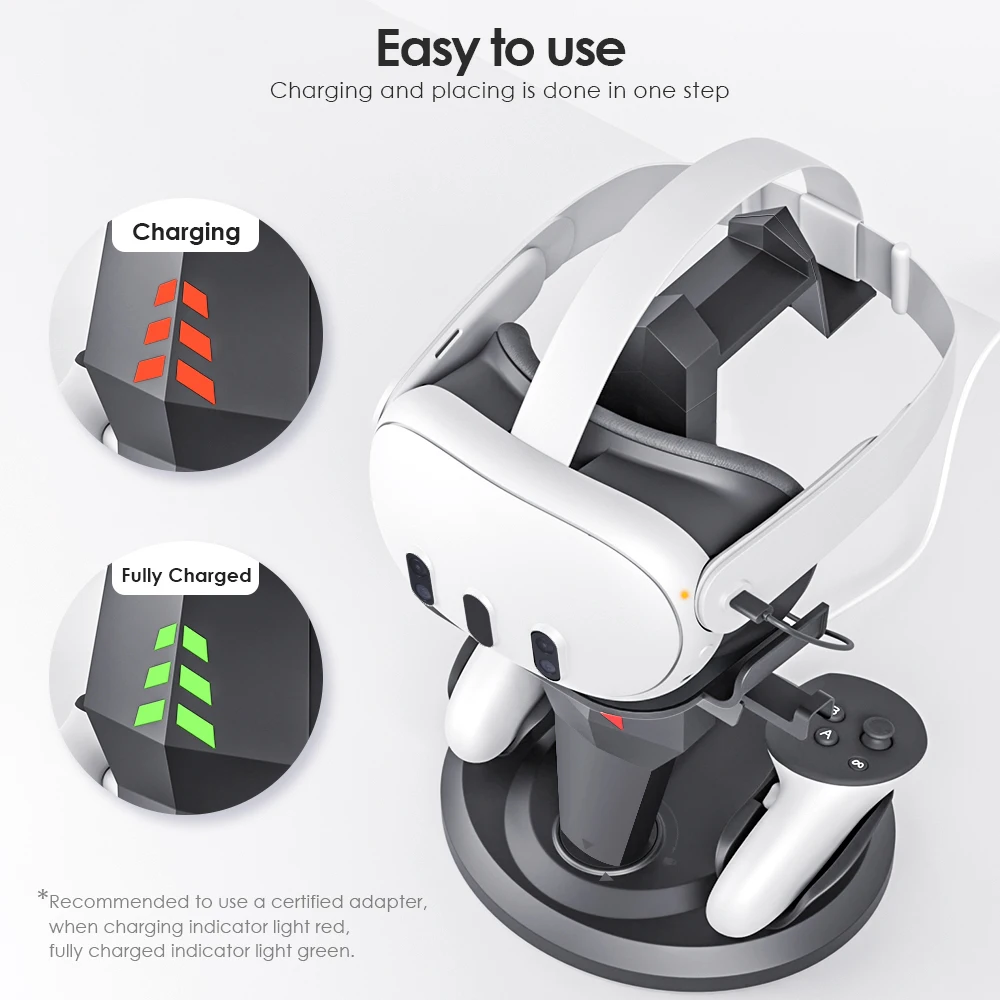 Easy to use
Charging and placing is done in one step
Charging
Fully Charged
*Recommended to use a certified adapter,
when charging indicator light red,
fully charged indicator light green.
B
A